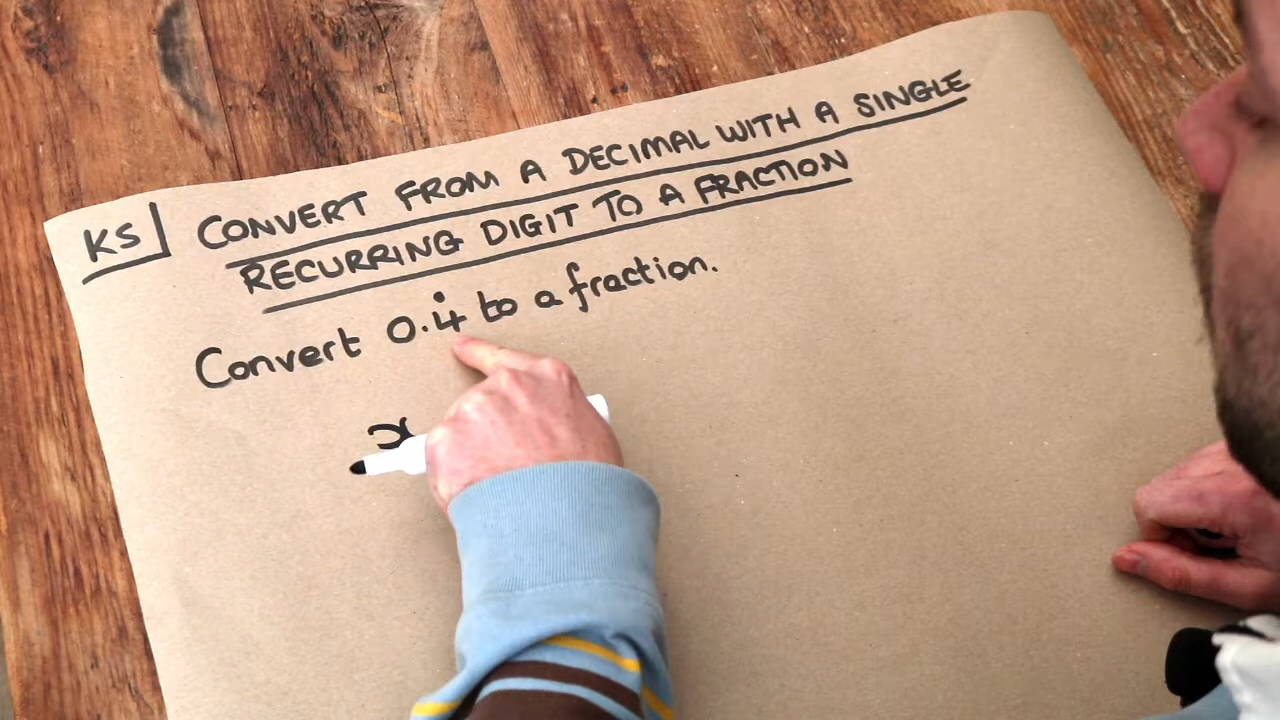 KS CONVERT FROM A DECIMAL WITH A SINGLE
RECURRING DIGIT TO A FRACTION
Convert 0.4̇ to a fraction.
x